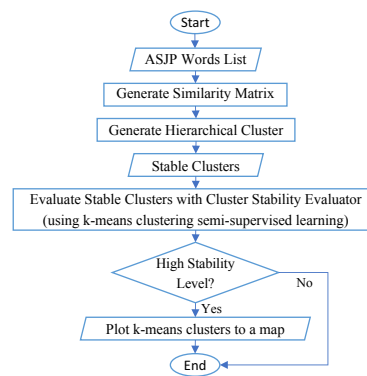 Start
ASJP Words List
Generate Similarity Matrix
Generate Hierarchical Cluster
Stable Clusters
Evaluate Stable Clusters with Cluster Stability Evaluator
(using k-means clustering semi-supervised learning)
High Stability
Level?
No
Yes
Plot k-means clusters to a map
End